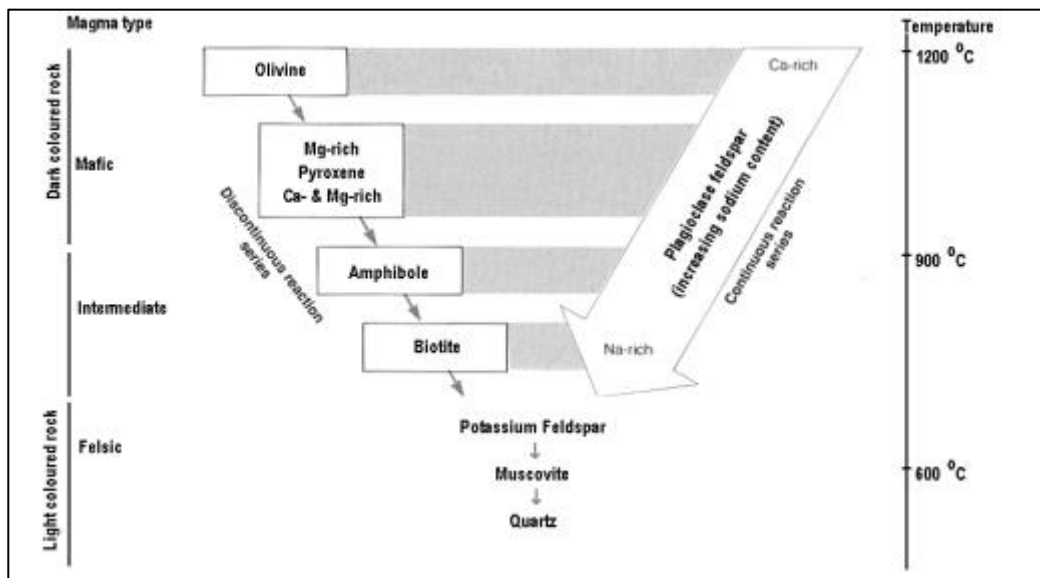 Magma type
Temperature
1200 °C
Dark coloured rock
Olivine
Ca-rich
Mafic
Mg-rich
Pyroxene
Ca- & Mg-rich
Discontinuous reaction
series
Plagioclase feldspar
(increasing sodium content)
Continuous reaction
series
900 °C
Amphibole
Intermediate
Biotite
Na-rich
Light coloured rock
Felsic
Potassium Feldspar
600 °C
Muscovite
Quartz